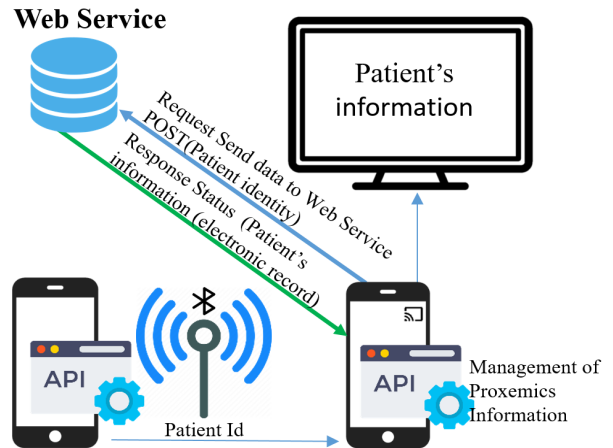 Web Service
Patient's
information
Request Send data to Web Service
POST(Patient identity)
Response Status (Patient's
information (electronic record)
API
API
Management of
Proxemics
Information
Patient Id